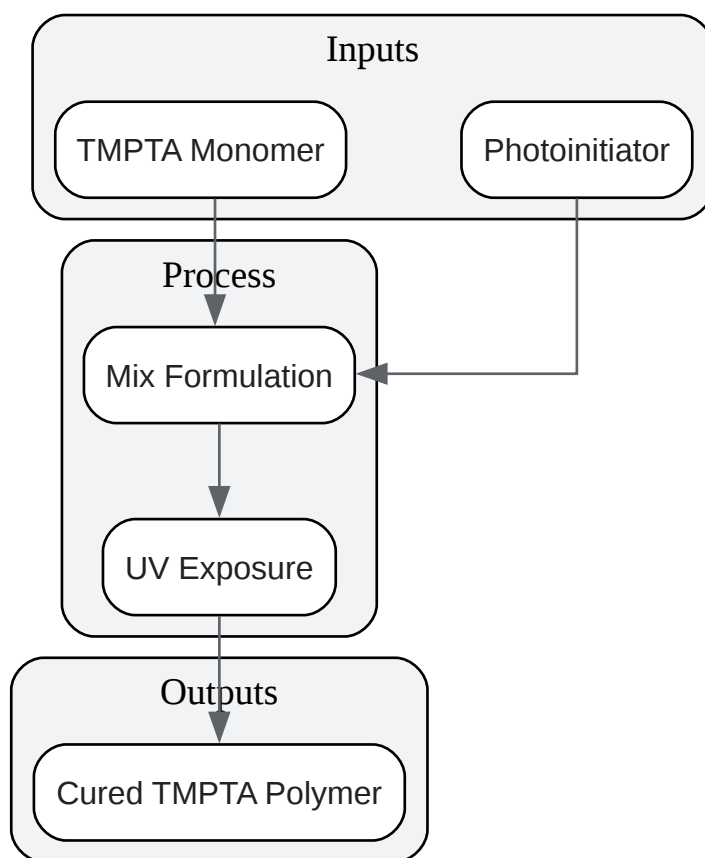 Inputs
TMPTA Monomer
Photoinitiator
Process
Mix Formulation
UV Exposure
Outputs
Cured TMPTA Polymer